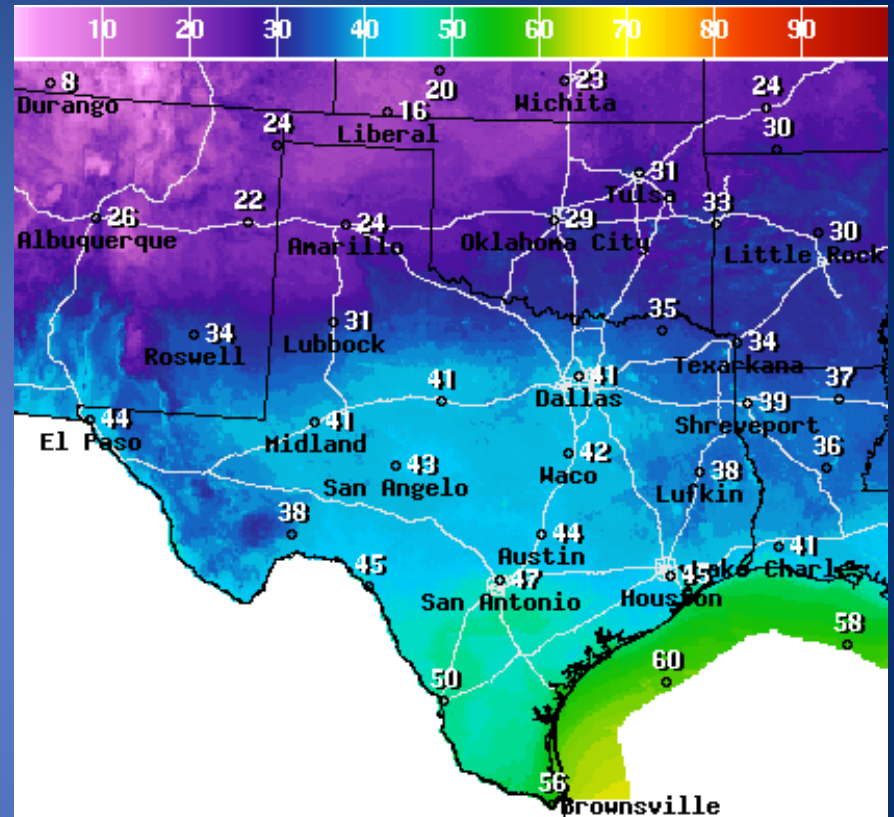 10 20 30 40 50 60 70 80 90
8
Durango
20
Wichita
23
24
16
Liberal
24
30
31
Tulsa
26
Albuquerque
22
24
Amarillo
29
Oklahoma City
33
30
Little Rock
34
Roswell
31
Lubbock
35
34
Texarkana
41
41
Dallas
37
39
Shreveport
44
El Paso
41
Midland
43
San Angelo
42
Waco
38
Lufkin
36
38
44
Austin
41
Lake Charles
45
47
San Antonio
45
Houston
58
60
50
56
Brownsville